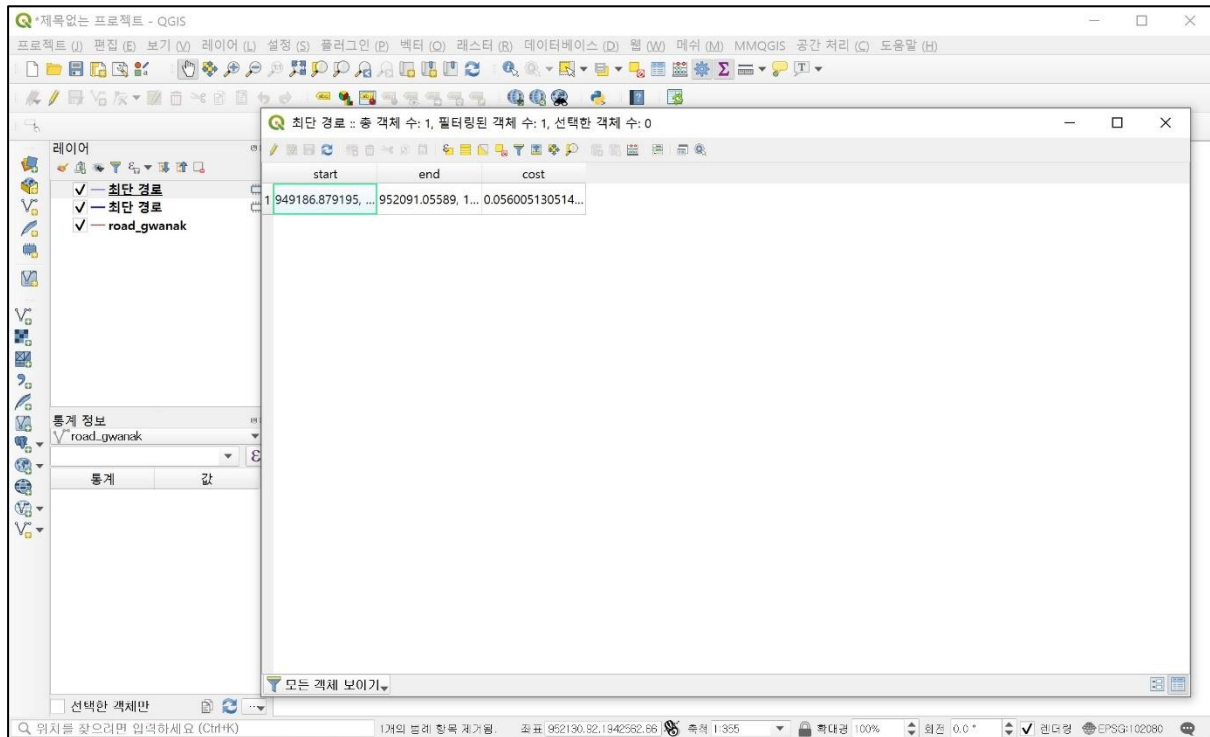 *제목없는 프로젝트 - QGIS
프로젝트 (J) 편집 (E) 보기 (V) 레이어 (L) 설정 (S) 플러그인 (P) 벡터 (O) 래스터 (R) 데이터베이스 (D) 웹 (W) 메쉬 (M) MMQGIS 공간 처리 (C) 도움말 (H)
최단 경로 :: 총 객체 수: 1, 필터링된 객체 수: 1, 선택한 객체 수: 0
레이어
최단 경로
최단 경로
road_gwanak
start end cost
1 949186.879195, ... 952091.05589, 1... 0.056005130514...
통계 정보
road_gwanak
통계 값
모든 객체 보이기
선택한 객체만
위치를 찾으려면 입력하세요 (Ctrl+K) 1개의 범례 항목 제거됨. 좌표 952130.92,1942562.86 축척 1:355 확대경 100% 회전 0.0 ° 렌더링 EPSG:102080